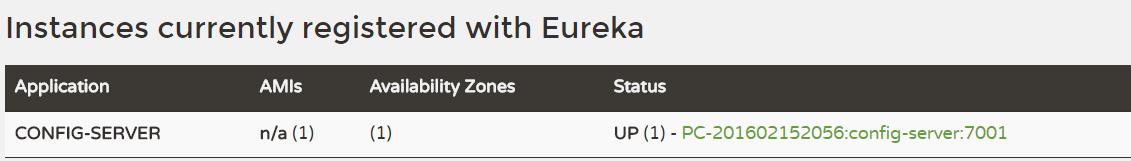 Instances currently registered with Eureka
Application AMIs Availability Zones Status
CONFIG-SERVER n/a (1) (1) UP (1) - PC-201602152056:config-server:7001